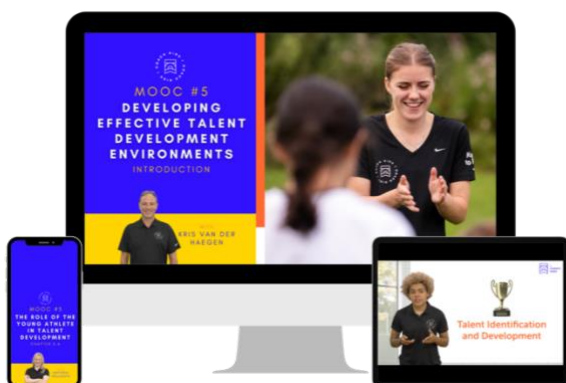 MOOC #5
DEVELOPING
EFFECTIVE TALENT
DEVELOPMENT
ENVIRONMENTS
INTRODUCTION
KRIS VAN DER
HAEGEN
MOOC #5
THE ROLE OF THE
YOUNG ATHLETE
IN TALENT
DEVELOPMENT
Talent Identification
and Development